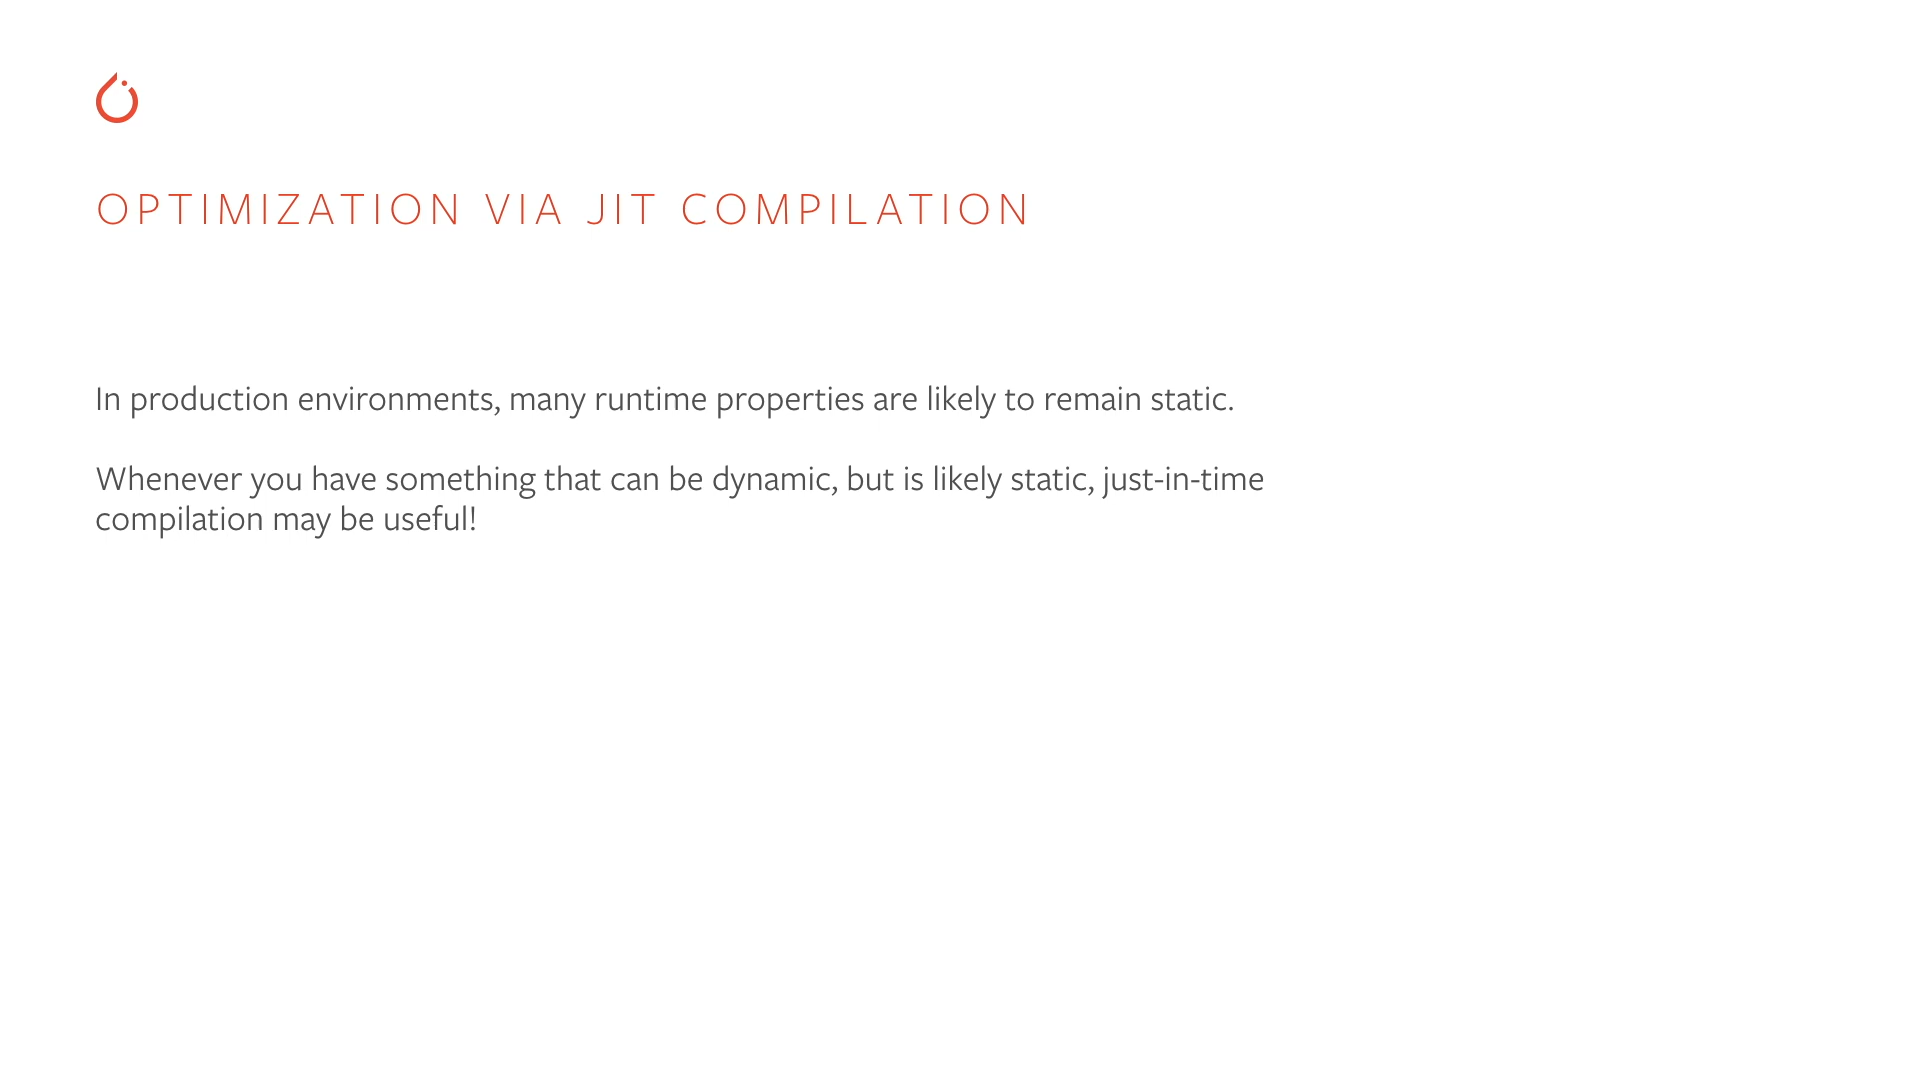 OPTIMIZATION VIA JIT COMPILATION
In production environments, many runtime properties are likely to remain static.
Whenever you have something that can be dynamic, but is likely static, just-in-time
compilation may be useful!